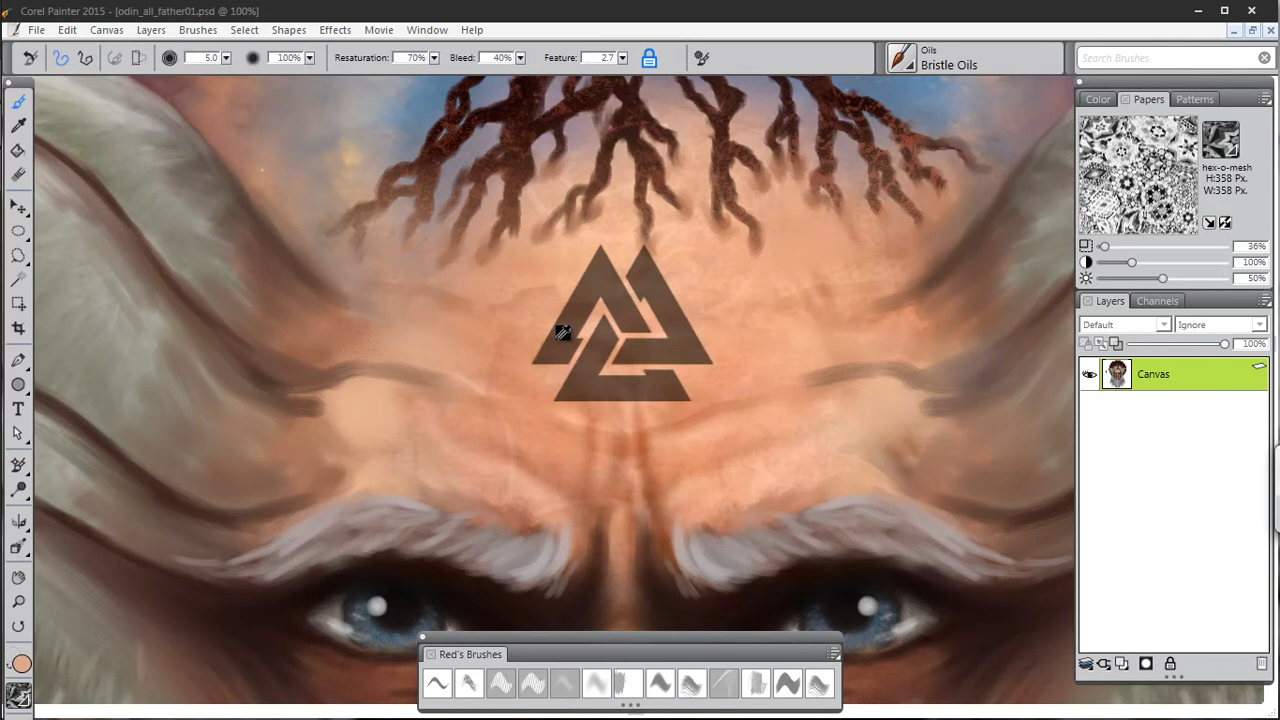 Corel Painter 2015 - [odin_all_father01.psd @ 100%]
File Edit Canvas Layers Brushes Select Shapes Effects Movie Window Help
5.0 100% Resaturation: 70% Bleed: 40% Feature: 2.7
Oils
Bristle Oils
Search Brushes
Color Papers Patterns
hex-o-mesh
H:358 Px.
W:358 Px.
36%
100%
50%
Layers Channels
Default Ignore
100%
Canvas
T
Red's Brushes